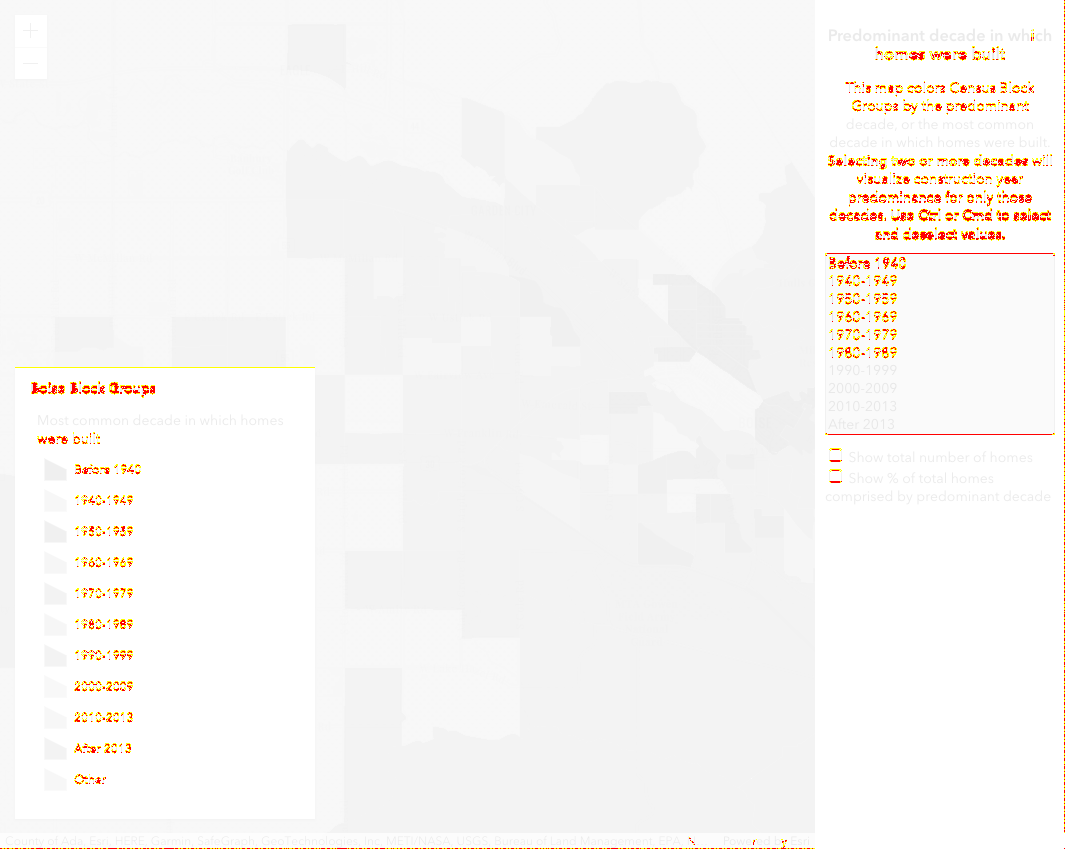 Predominant decade in which
homes were built
This map colors Census Block
Groups by the predominant
decade, or the most common
decade in which homes were built.
Selecting two or more decades will
visualize construction year
predominance for only those
decades. Use Ctrl or Cmd to select
and deselect values.
Before 1940
1940-1949
1950-1959
1960-1969
1970-1979
1980-1989
1990-1999
2000-2009
2010-2013
After 2013
Show total number of homes
Show % of total homes
comprised by predominant decade
Boise Block Groups
Most common decade in which homes
were built
Before 1940
1940-1949
1950-1959
1960-1969
1970-1979
1980-1989
1990-1999
2000-2009
2010-2013
After 2013
Other
County of Ada, Esri, HERE, Garmin, SafeGraph, GeoTechnologies, Inc, METI/NASA, USGS, Bureau of Land Management, EPA, Powered by Esri